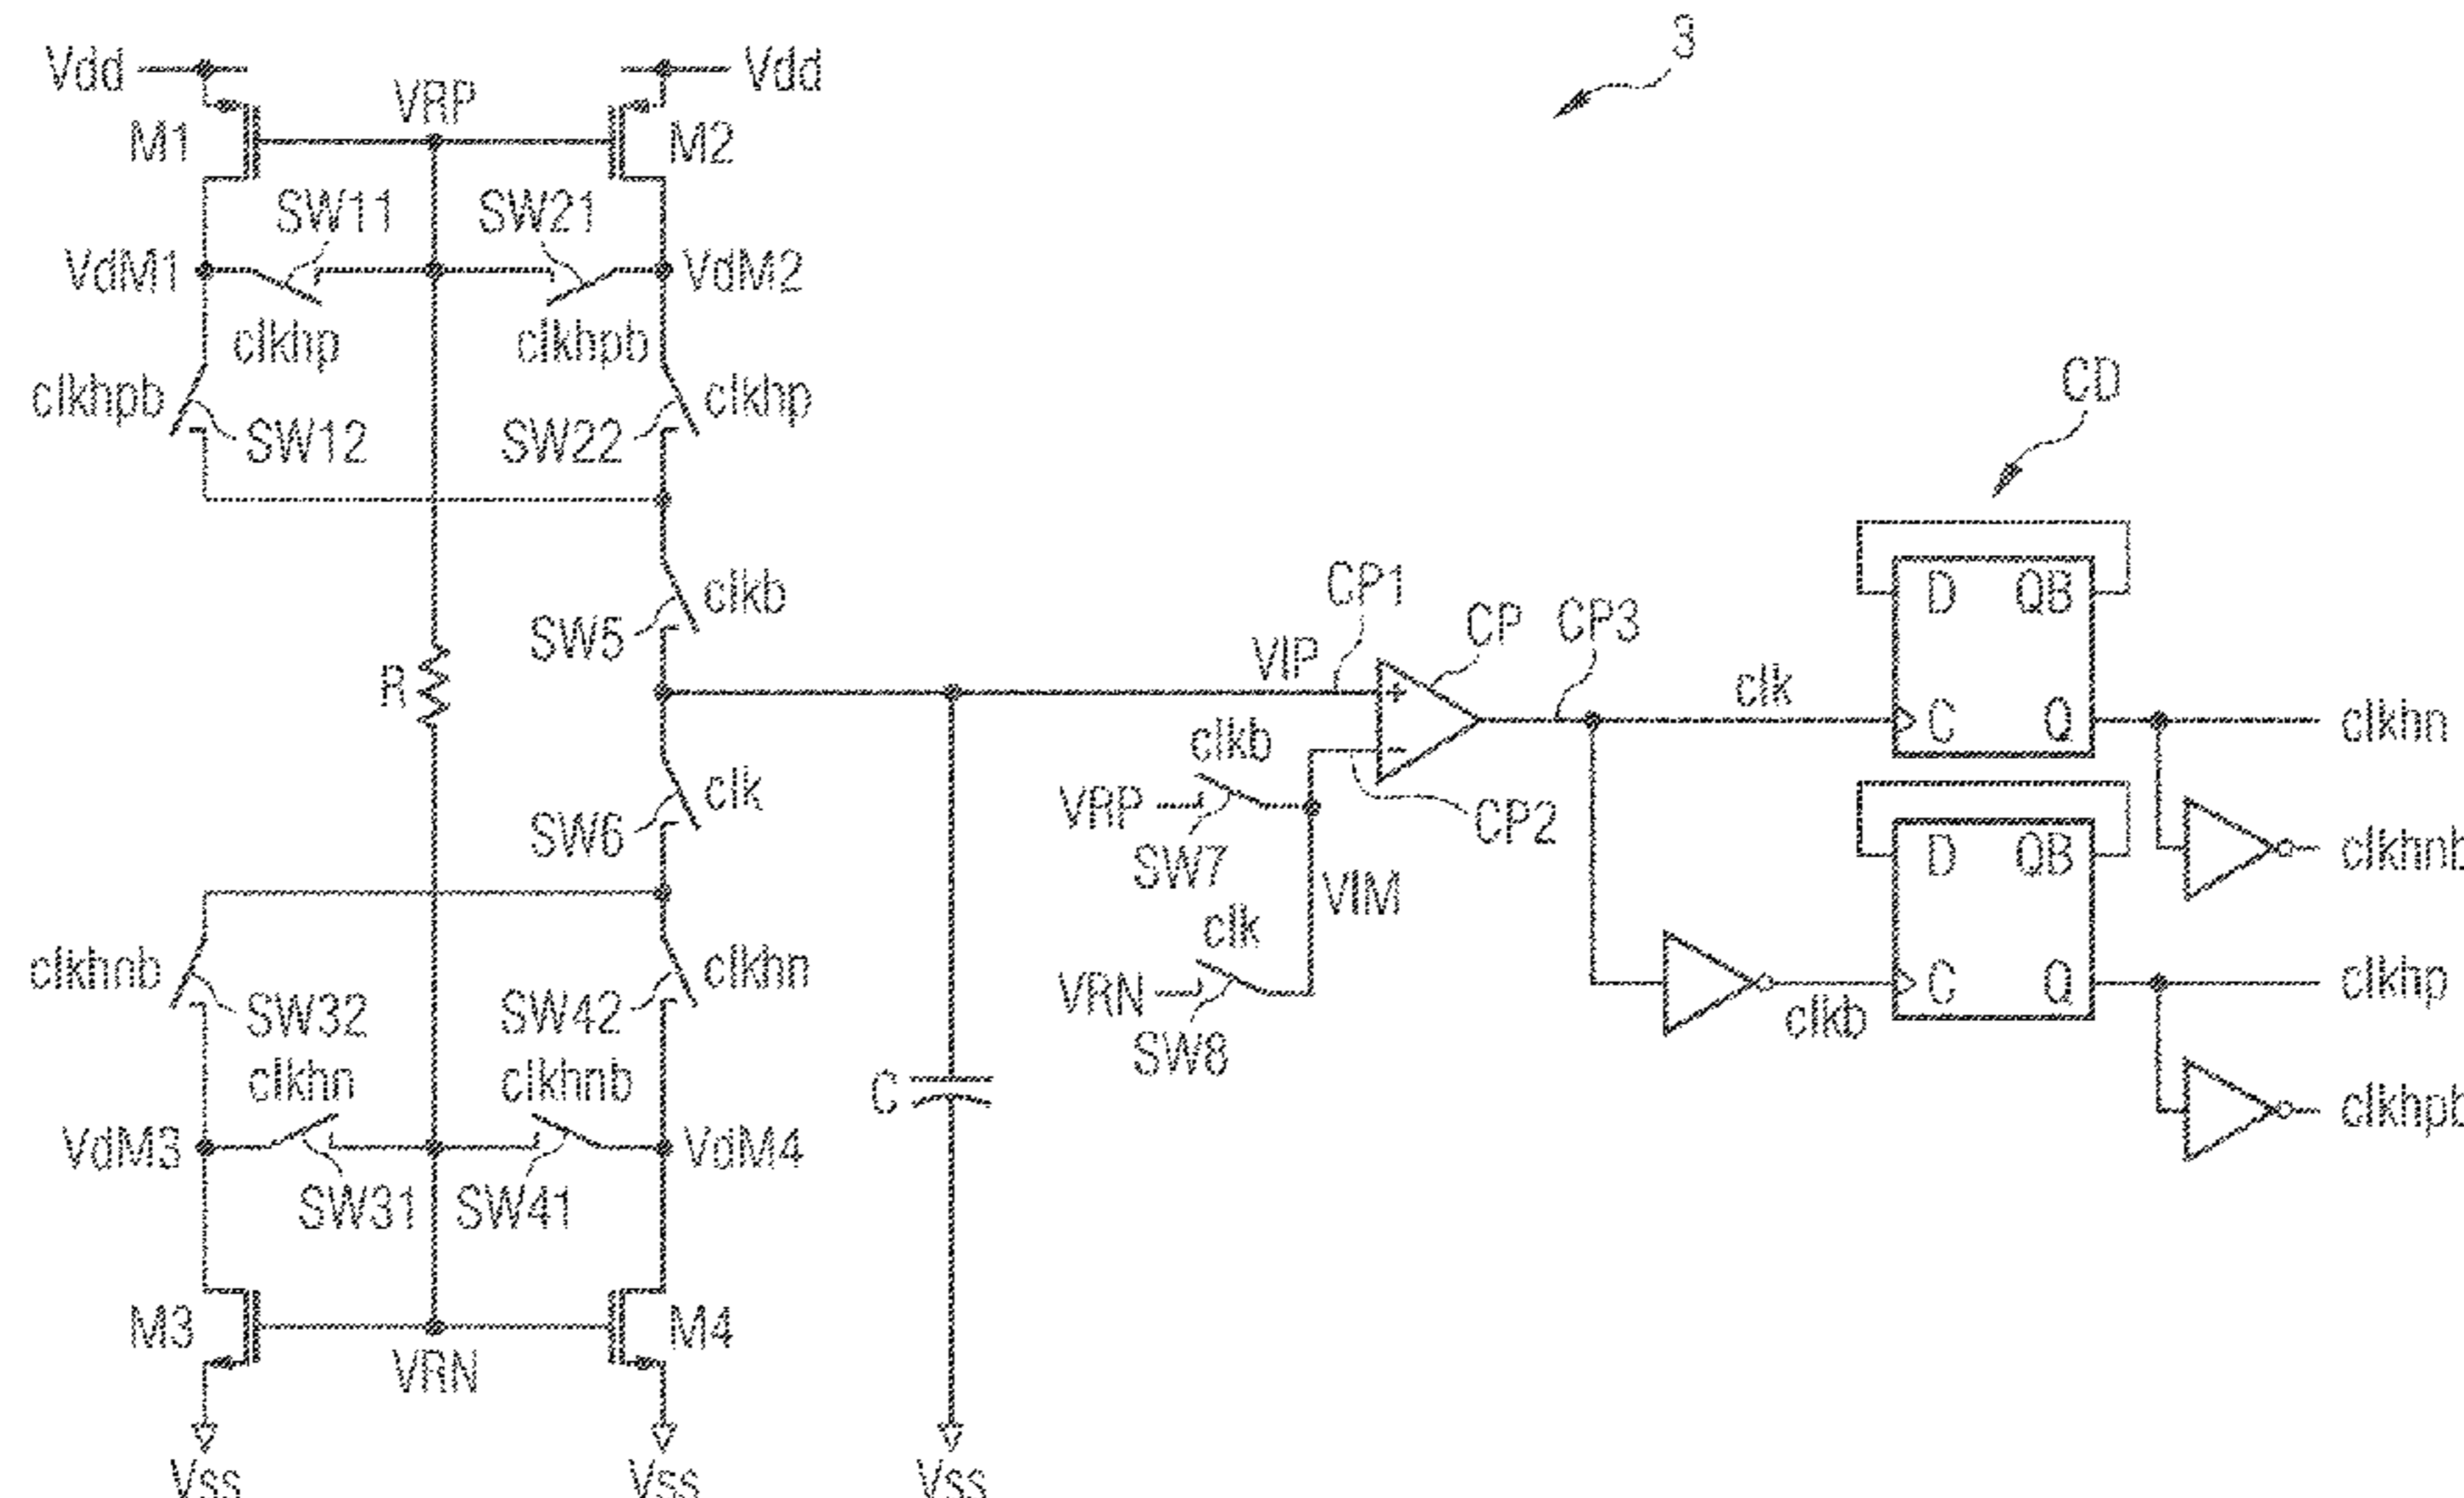 3
Vdd
Vdd
VRP
M1
M2
SW11
SW21
VdM1
VdM2
clkhp
clkhpb
clkhpb
clkhp
SW12
SW22
CD
clkb
SW5
D QB
C Q
CP1
CP
CP3
VIP
+
-
clk
R
clkhn
clkb
clk
SW6
VRP
SW7
CP2
VIM
clkhnb
D QB
C Q
clk
VRN
SW8
clkb
clkhp
clkhnb
clkhn
SW32
SW42
clkhn
clkhnb
C
clkhpb
VdM3
VdM4
SW31
SW41
M3
M4
VRN
Vss
Vss
Vss